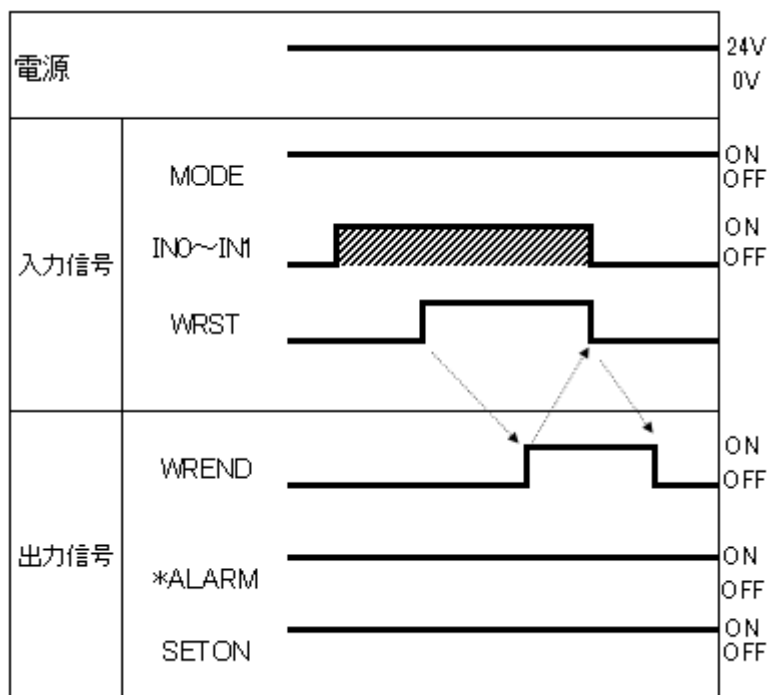 電源
24V
0V
入力信号
MODE
ON
OFF
IN0～IN1
ON
OFF
WRST
出力信号
WREND
ON
OFF
*ALARM
ON
OFF
SETON
ON
OFF